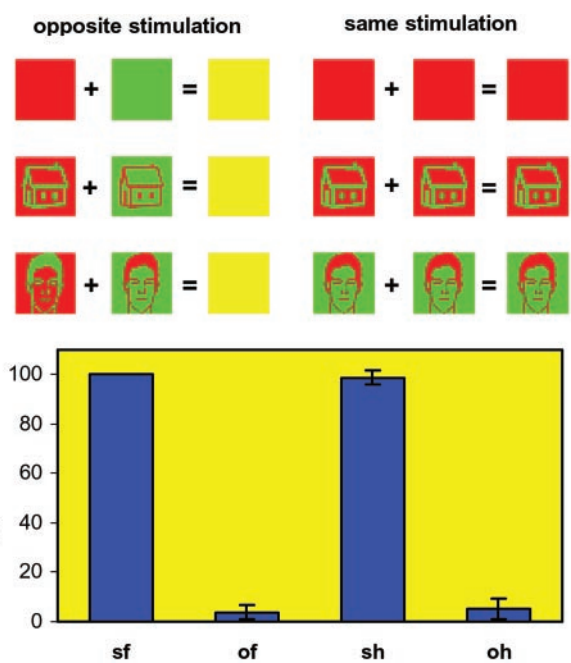 opposite stimulation same stimulation
+ = + =
+ = + =
+ = + =
100
80
60
40
20
0
sf of sh oh